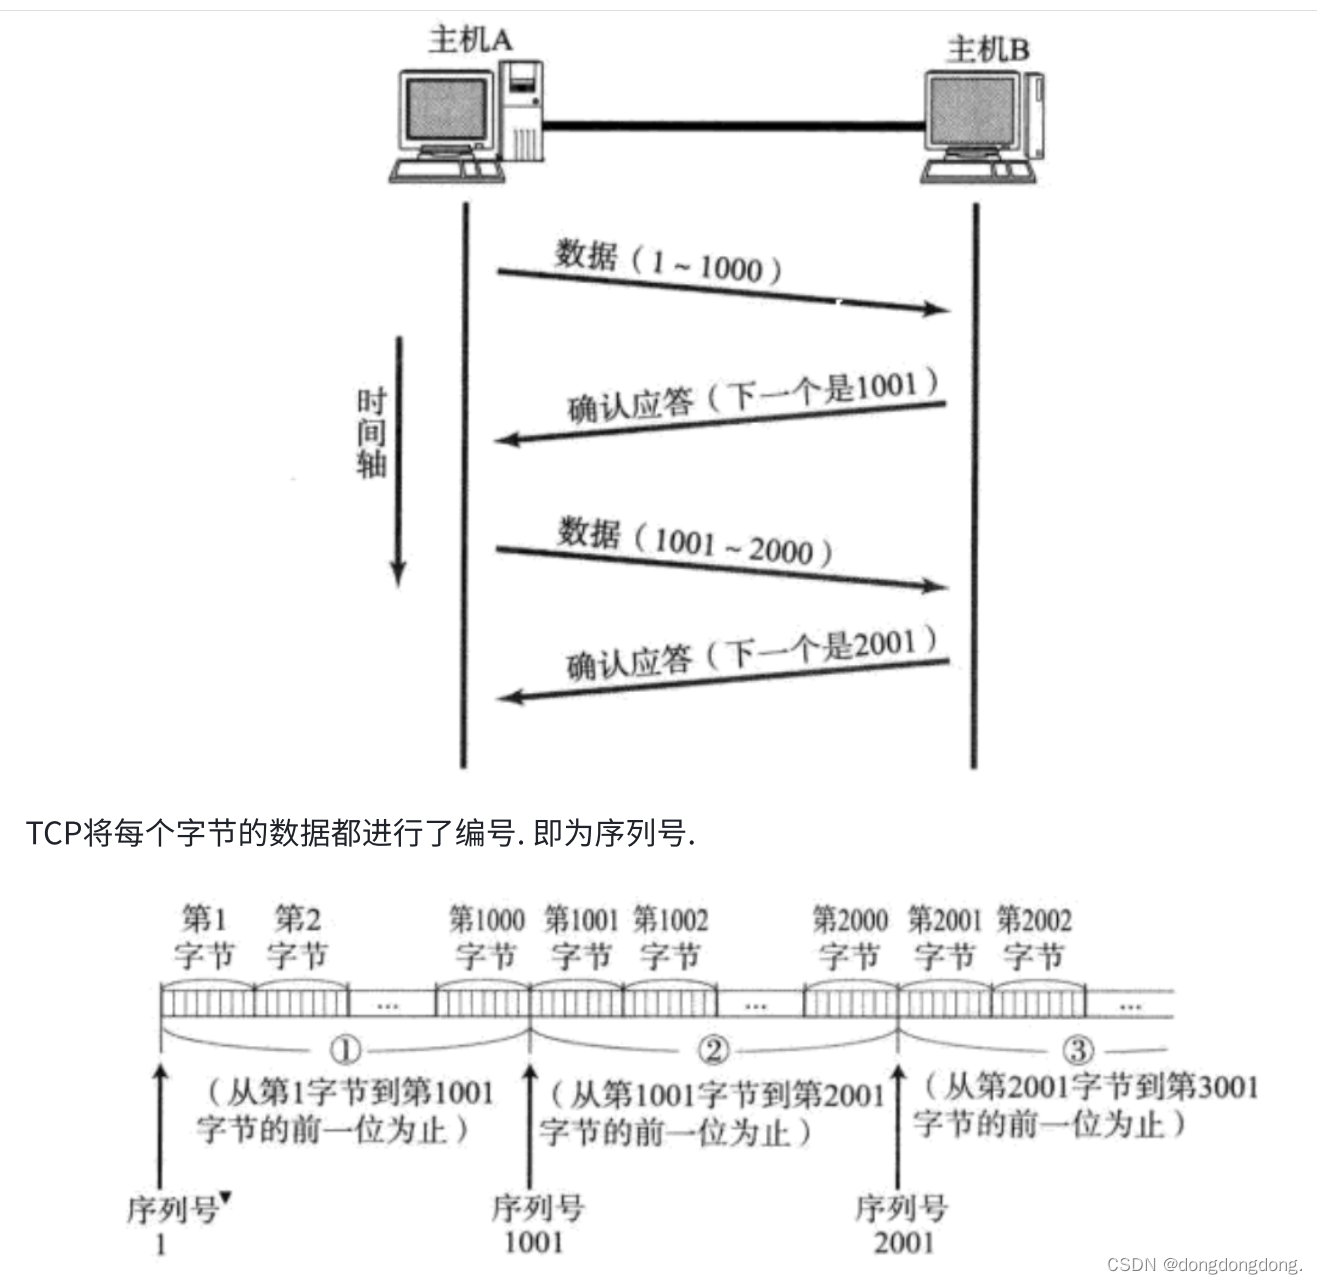 主机A
主机B
数据（1～1000）
确认应答（下一个是1001）
时间轴
数据（1001～2000）
确认应答（下一个是2001）
TCP将每个字节的数据都进行了编号. 即为序列号.
第1 第2 第1000 第1001 第1002 第2000 第2001 第2002
字节 字节 字节 字节 字节 字节 字节 字节
... ... ...
① ② ③
（从第1字节到第1001
字节的前一位为止）
（从第1001字节到第2001
字节的前一位为止）
（从第2001字节到第3001
字节的前一位为止）
序列号▼
1
序列号
1001
序列号
2001
CSDN @dongdongdong.